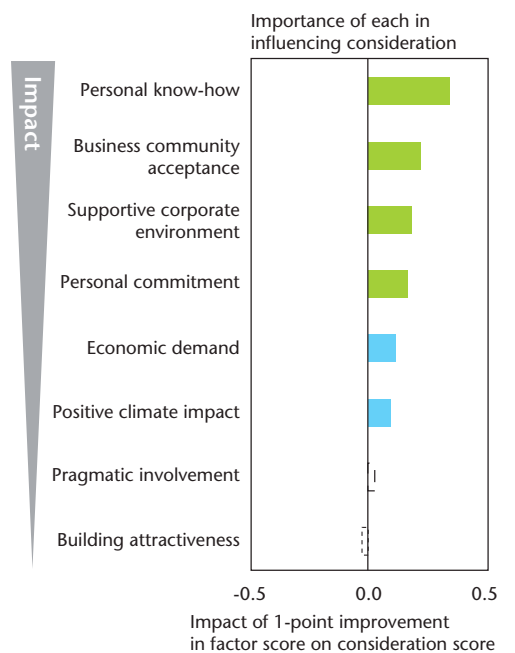 Importance of each in
influencing consideration
Impact
Personal know-how
Business community
acceptance
Supportive corporate
environment
Personal commitment
Economic demand
Positive climate impact
Pragmatic involvement
Building attractiveness
-0.5 0.0 0.5
Impact of 1-point improvement
in factor score on consideration score